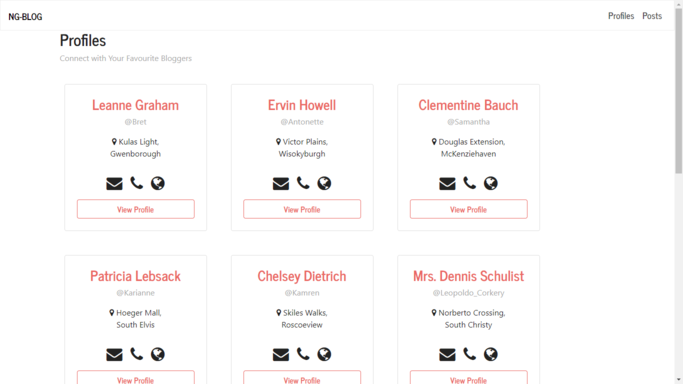 NG-BLOG
Profiles Posts
Profiles
Connect with Your Favourite Bloggers
Leanne Graham
@Bret
Kulas Light,
Gwenborough
View Profile
Ervin Howell
@Antonette
Victor Plains,
Wisokyburgh
View Profile
Clementine Bauch
@Samantha
Douglas Extension,
McKenziehaven
View Profile
Patricia Lebsack
@Karianne
Hoeger Mall,
South Elvis
View Profile
Chelsey Dietrich
@Kamren
Skiles Walks,
Roscoeview
View Profile
Mrs. Dennis Schulist
@Leopoldo_Corkery
Norberto Crossing,
South Christy
View Profile